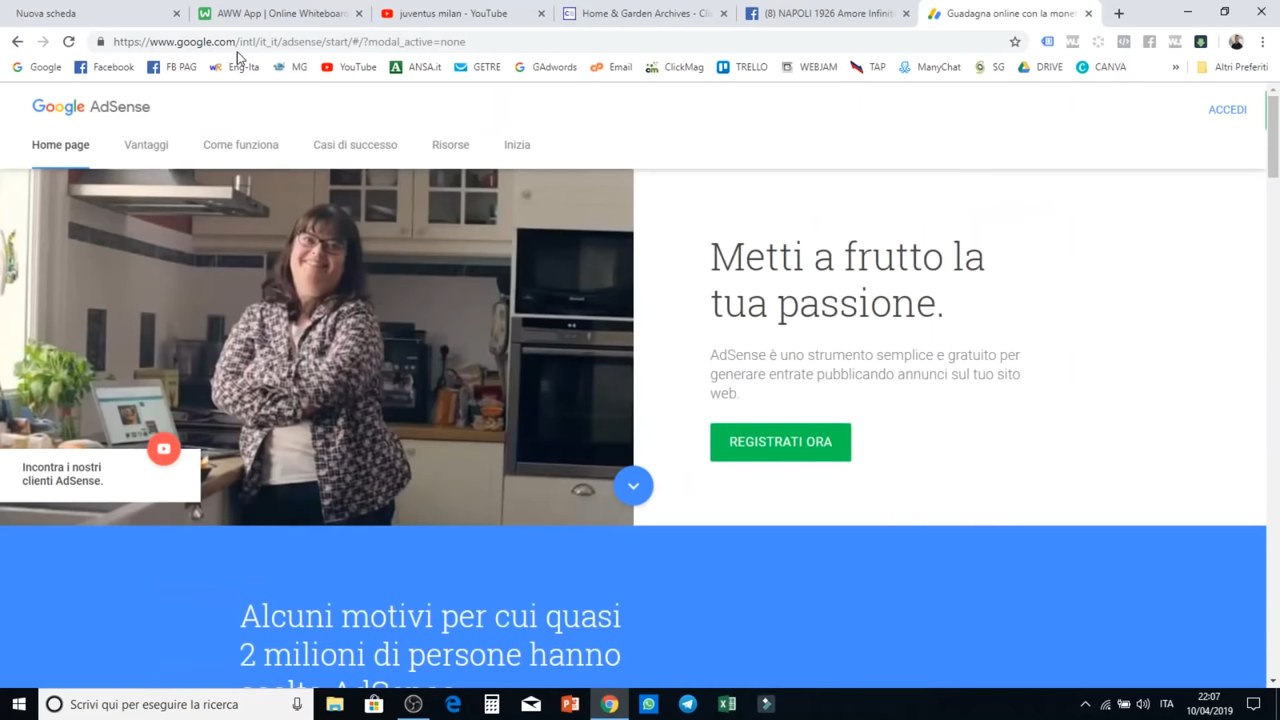 Nuova scheda
AWW App | Online Whiteboard
juventus milan - YouTube
Home & Garden Archives - Cli
(8) NAPOLI 1926 Amore Infinit
Guadagna online con la monet
https://www.google.com/intl/it_it/adsense/start/#/?modal_active=none
Google Facebook FB PAG Eng-Ita MG YouTube ANSA.it GETRE GAdwords Email ClickMag TRELLO WEBJAM TAP ManyChat SG DRIVE CANVA » Altri Preferiti
Google AdSense
ACCEDI
Home page Vantaggi Come funziona Casi di successo Risorse Inizia
Metti a frutto la
tua passione.
AdSense è uno strumento semplice e gratuito per
generare entrate pubblicando annunci sul tuo sito
web.
REGISTRATI ORA
Incontra i nostri
clienti AdSense.
Alcuni motivi per cui quasi
2 milioni di persone hanno
scelto AdSense
Scrivi qui per eseguire la ricerca
ITA
22:07
10/04/2019